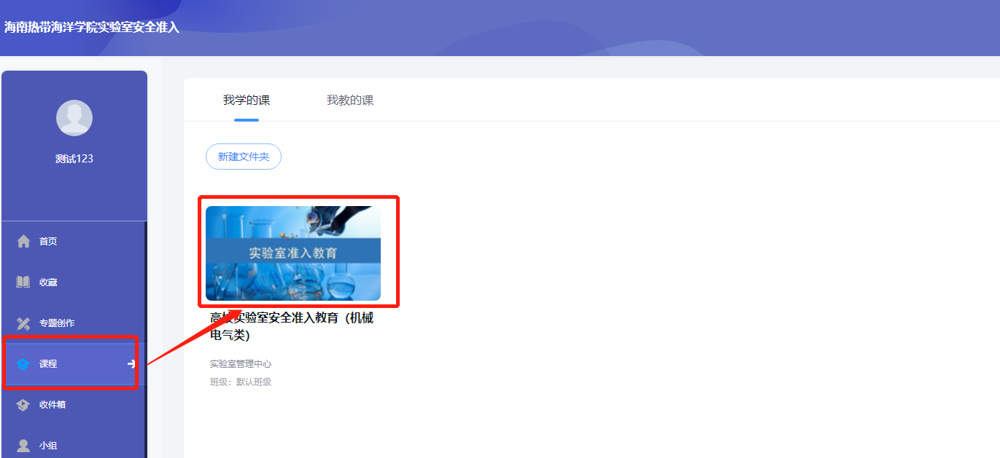 海南热带海洋学院实验室安全准入
测试123
首页
收藏
专题创作
课程
收件箱
小组
我学的课
我教的课
新建文件夹
实验室准入教育
高校实验室安全准入教育（机械
电气类)
实验室管理中心
班级：默认班级